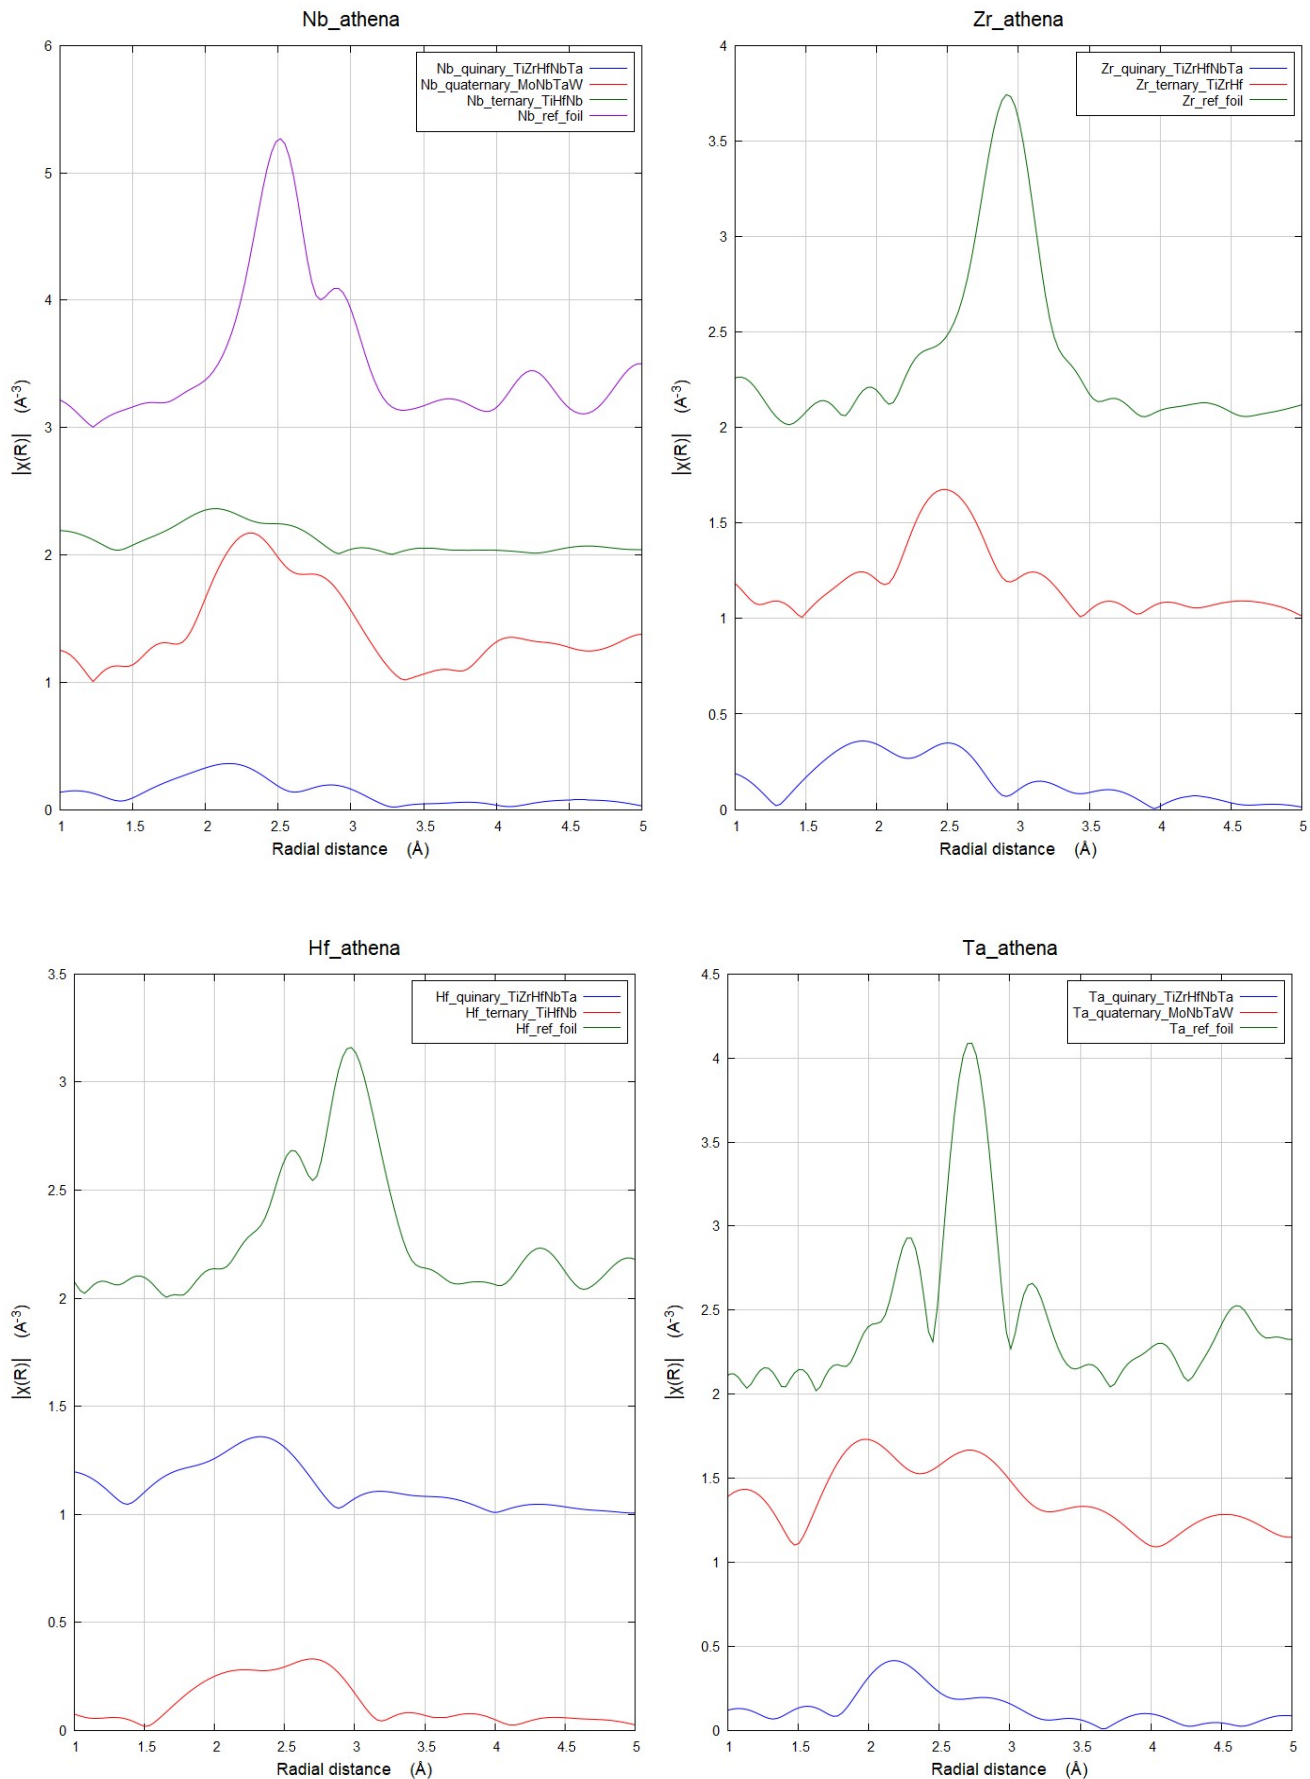 Nb_athena
6
5
4
3
2
1
0
|χ(R)| (A-3)
Nb_quinary_TiZrHfNbTa
Nb_quaternary_MoNbTaW
Nb_ternary_TiHfNb
Nb_ref_foil
1 1.5 2 2.5 3 3.5 4 4.5 5
Radial distance (Å)
Zr_athena
4
3.5
3
2.5
2
1.5
1
0.5
0
|χ(R)| (A-3)
Zr_quinary_TiZrHfNbTa
Zr_ternary_TiZrHf
Zr_ref_foil
1 1.5 2 2.5 3 3.5 4 4.5 5
Radial distance (Å)
Hf_athena
3.5
3
2.5
2
1.5
1
0.5
0
|χ(R)| (A-3)
Hf_quinary_TiZrHfNbTa
Hf_ternary_TiHfNb
Hf_ref_foil
1 1.5 2 2.5 3 3.5 4 4.5 5
Radial distance (Å)
Ta_athena
4.5
4
3.5
3
2.5
2
1.5
1
0.5
0
|χ(R)| (A-3)
Ta_quinary_TiZrHfNbTa
Ta_quaternary_MoNbTaW
Ta_ref_foil
1 1.5 2 2.5 3 3.5 4 4.5 5
Radial distance (Å)